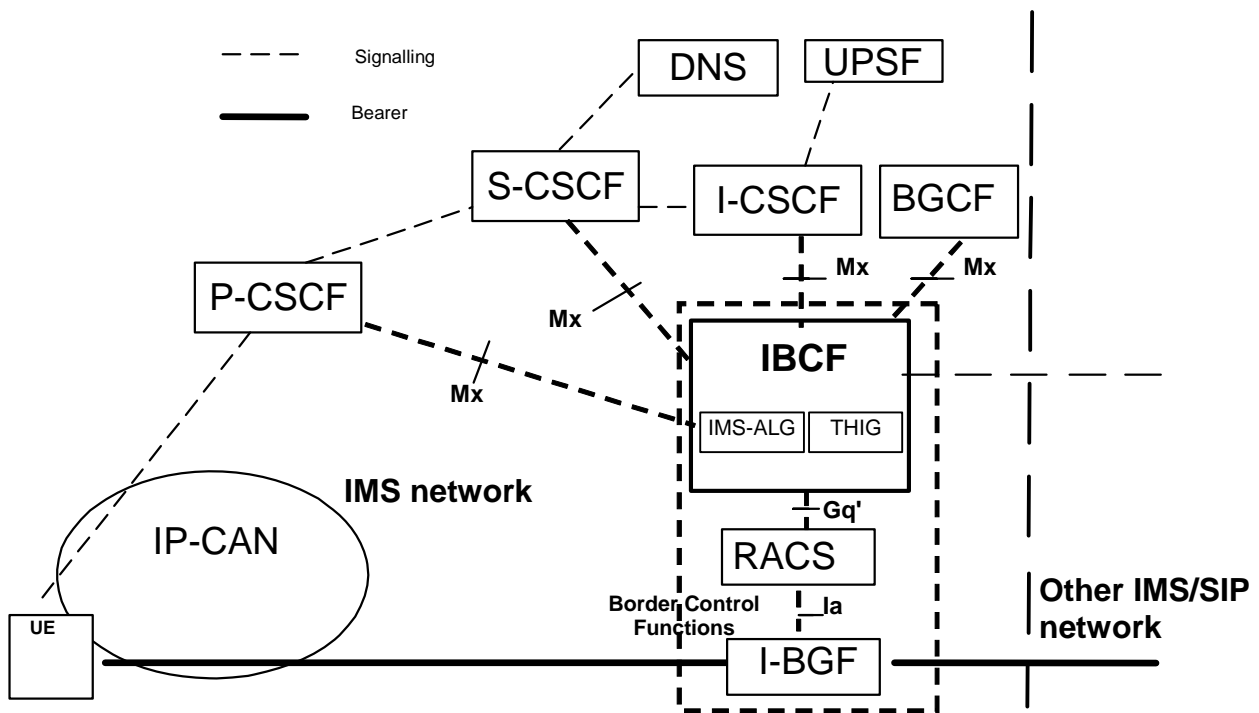 Signalling
Bearer
DNS
UPSF
S-CSCF
I-CSCF
BGCF
P-CSCF
Mx
Mx
Mx
Mx
IBCF
IMS-ALG
THIG
IMS network
Gq'
IP-CAN
RACS
Border Control
Functions
Ia
Other IMS/SIP
network
UE
I-BGF